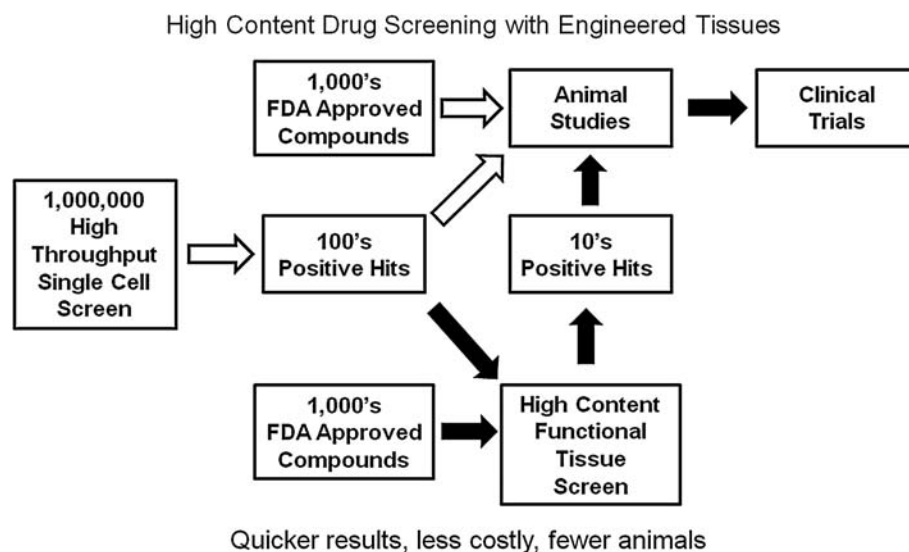 High Content Drug Screening with Engineered Tissues
1,000's
FDA Approved
Compounds
Animal
Studies
Clinical
Trials
1,000,000
High
Throughput
Single Cell
Screen
100's
Positive Hits
10's
Positive Hits
1,000's
FDA Approved
Compounds
High Content
Functional
Tissue
Screen
Quicker results, less costly, fewer animals